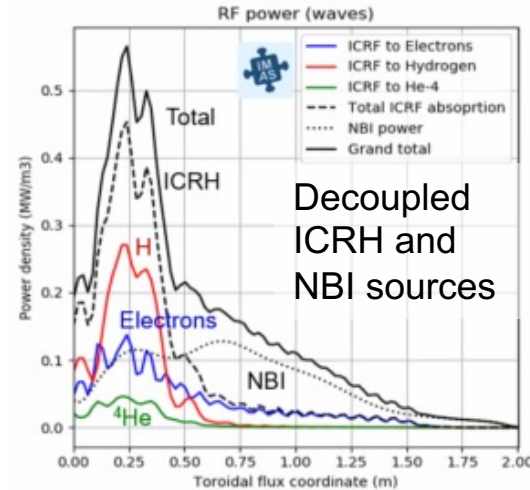 RF power (waves)
IM
AS
ICRF to Electrons
ICRF to Hydrogen
ICRF to He-4
Total ICRF absoprtion
NBI power
Grand total
Total
ICRH
H
Electrons
NBI
⁴He
Decoupled
ICRH and
NBI sources
Power density (MW/m3)
0.5
0.4
0.3
0.2
0.1
0.0
0.00 0.25 0.50 0.75 1.00 1.25 1.50 1.75 2.00
Toroidal flux coordinate (m)